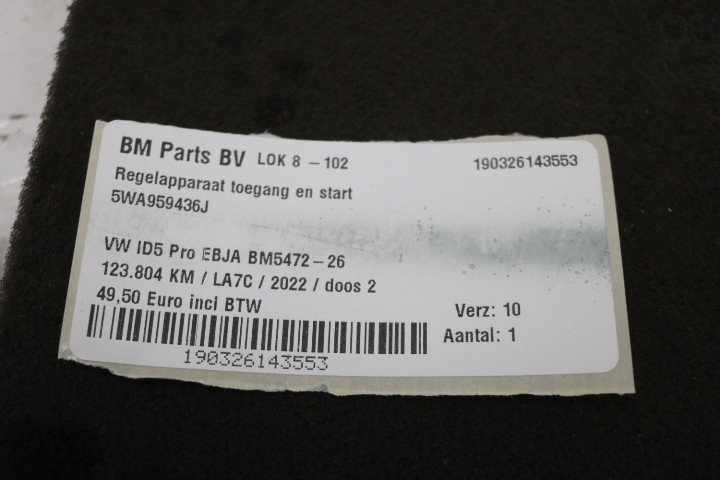 BM Parts BV LOK 8 - 102 190326143553
Regelapparaat toegang en start
5WA959436J
VW ID5 Pro EBJA BM5472-26
123.804 KM / LA7C / 2022 / doos 2
49,50 Euro incl BTW
Verz: 10
Aantal: 1
190326143553